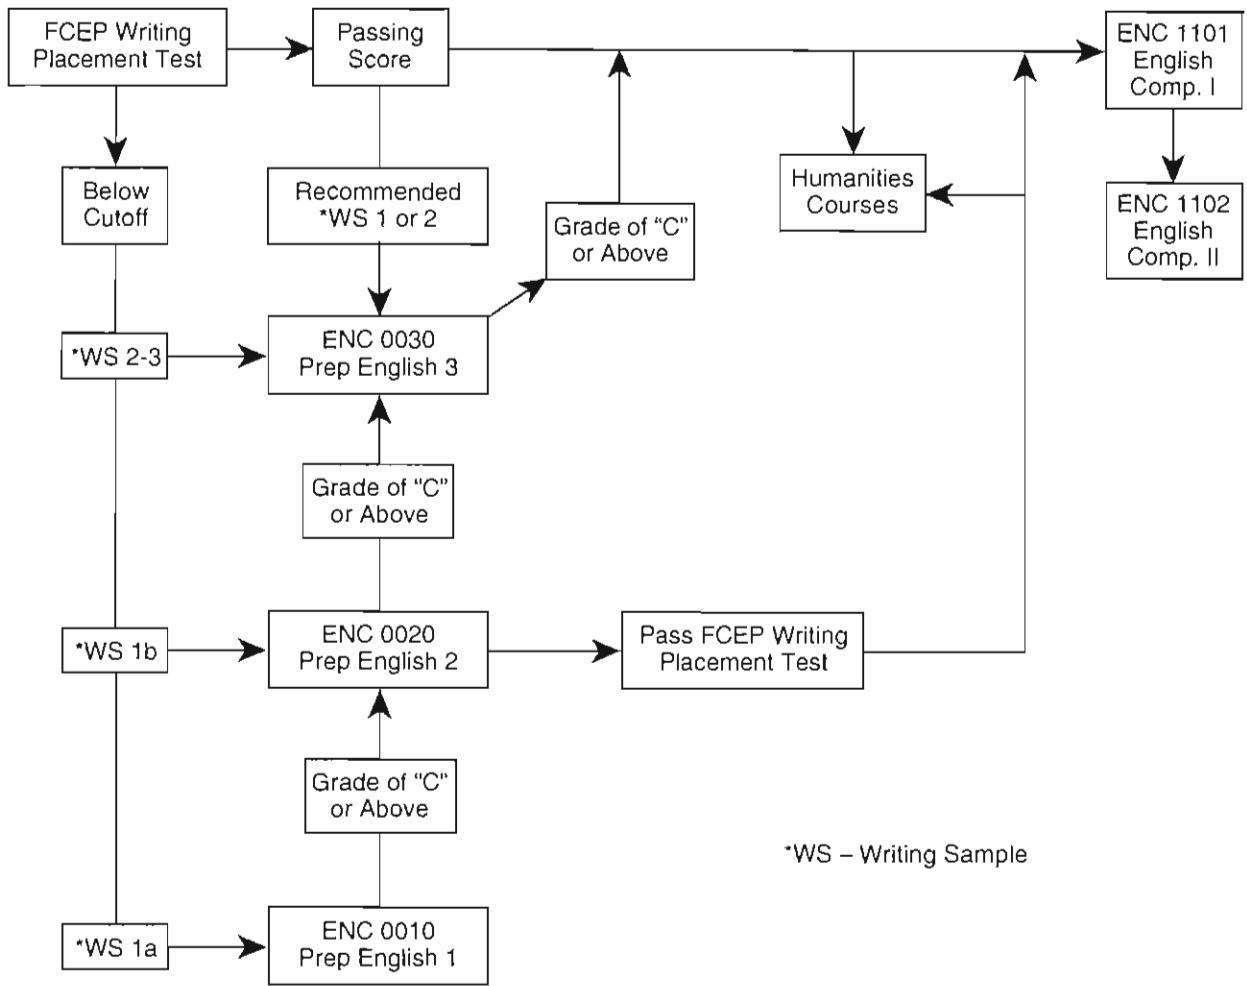 FCEP Writing
Placement Test
Passing
Score
ENC 1101
English
Comp. I
Below
Cutoff
Recommended
*WS 1 or 2
Humanities
Courses
ENC 1102
English
Comp. II
Grade of "C"
or Above
*WS 2-3
ENC 0030
Prep English 3
Grade of "C"
or Above
*WS 1b
ENC 0020
Prep English 2
Pass FCEP Writing
Placement Test
Grade of "C"
or Above
*WS – Writing Sample
*WS 1a
ENC 0010
Prep English 1